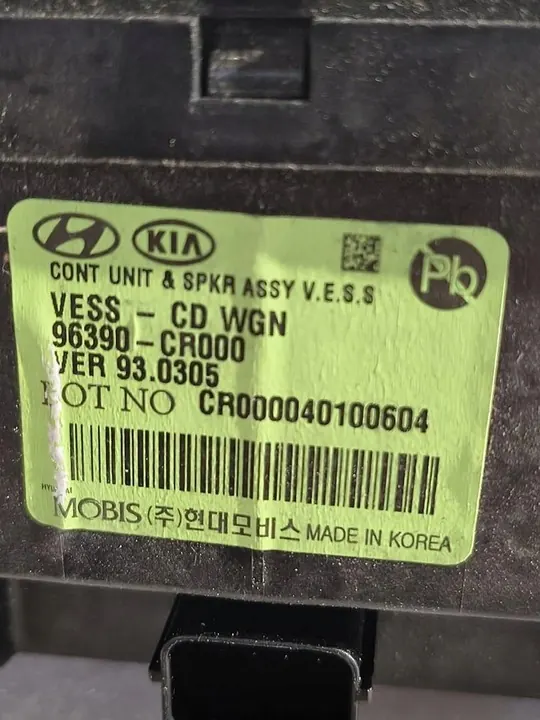 KIA
CONT UNIT & SPKR ASSY V.E.S.S
Pb
VESS - CD WGN
96390-CR000
VER 93.0305
LOT NO CR000040100604
HYUNDAI
MOBIS (주)현대모비스 MADE IN KOREA